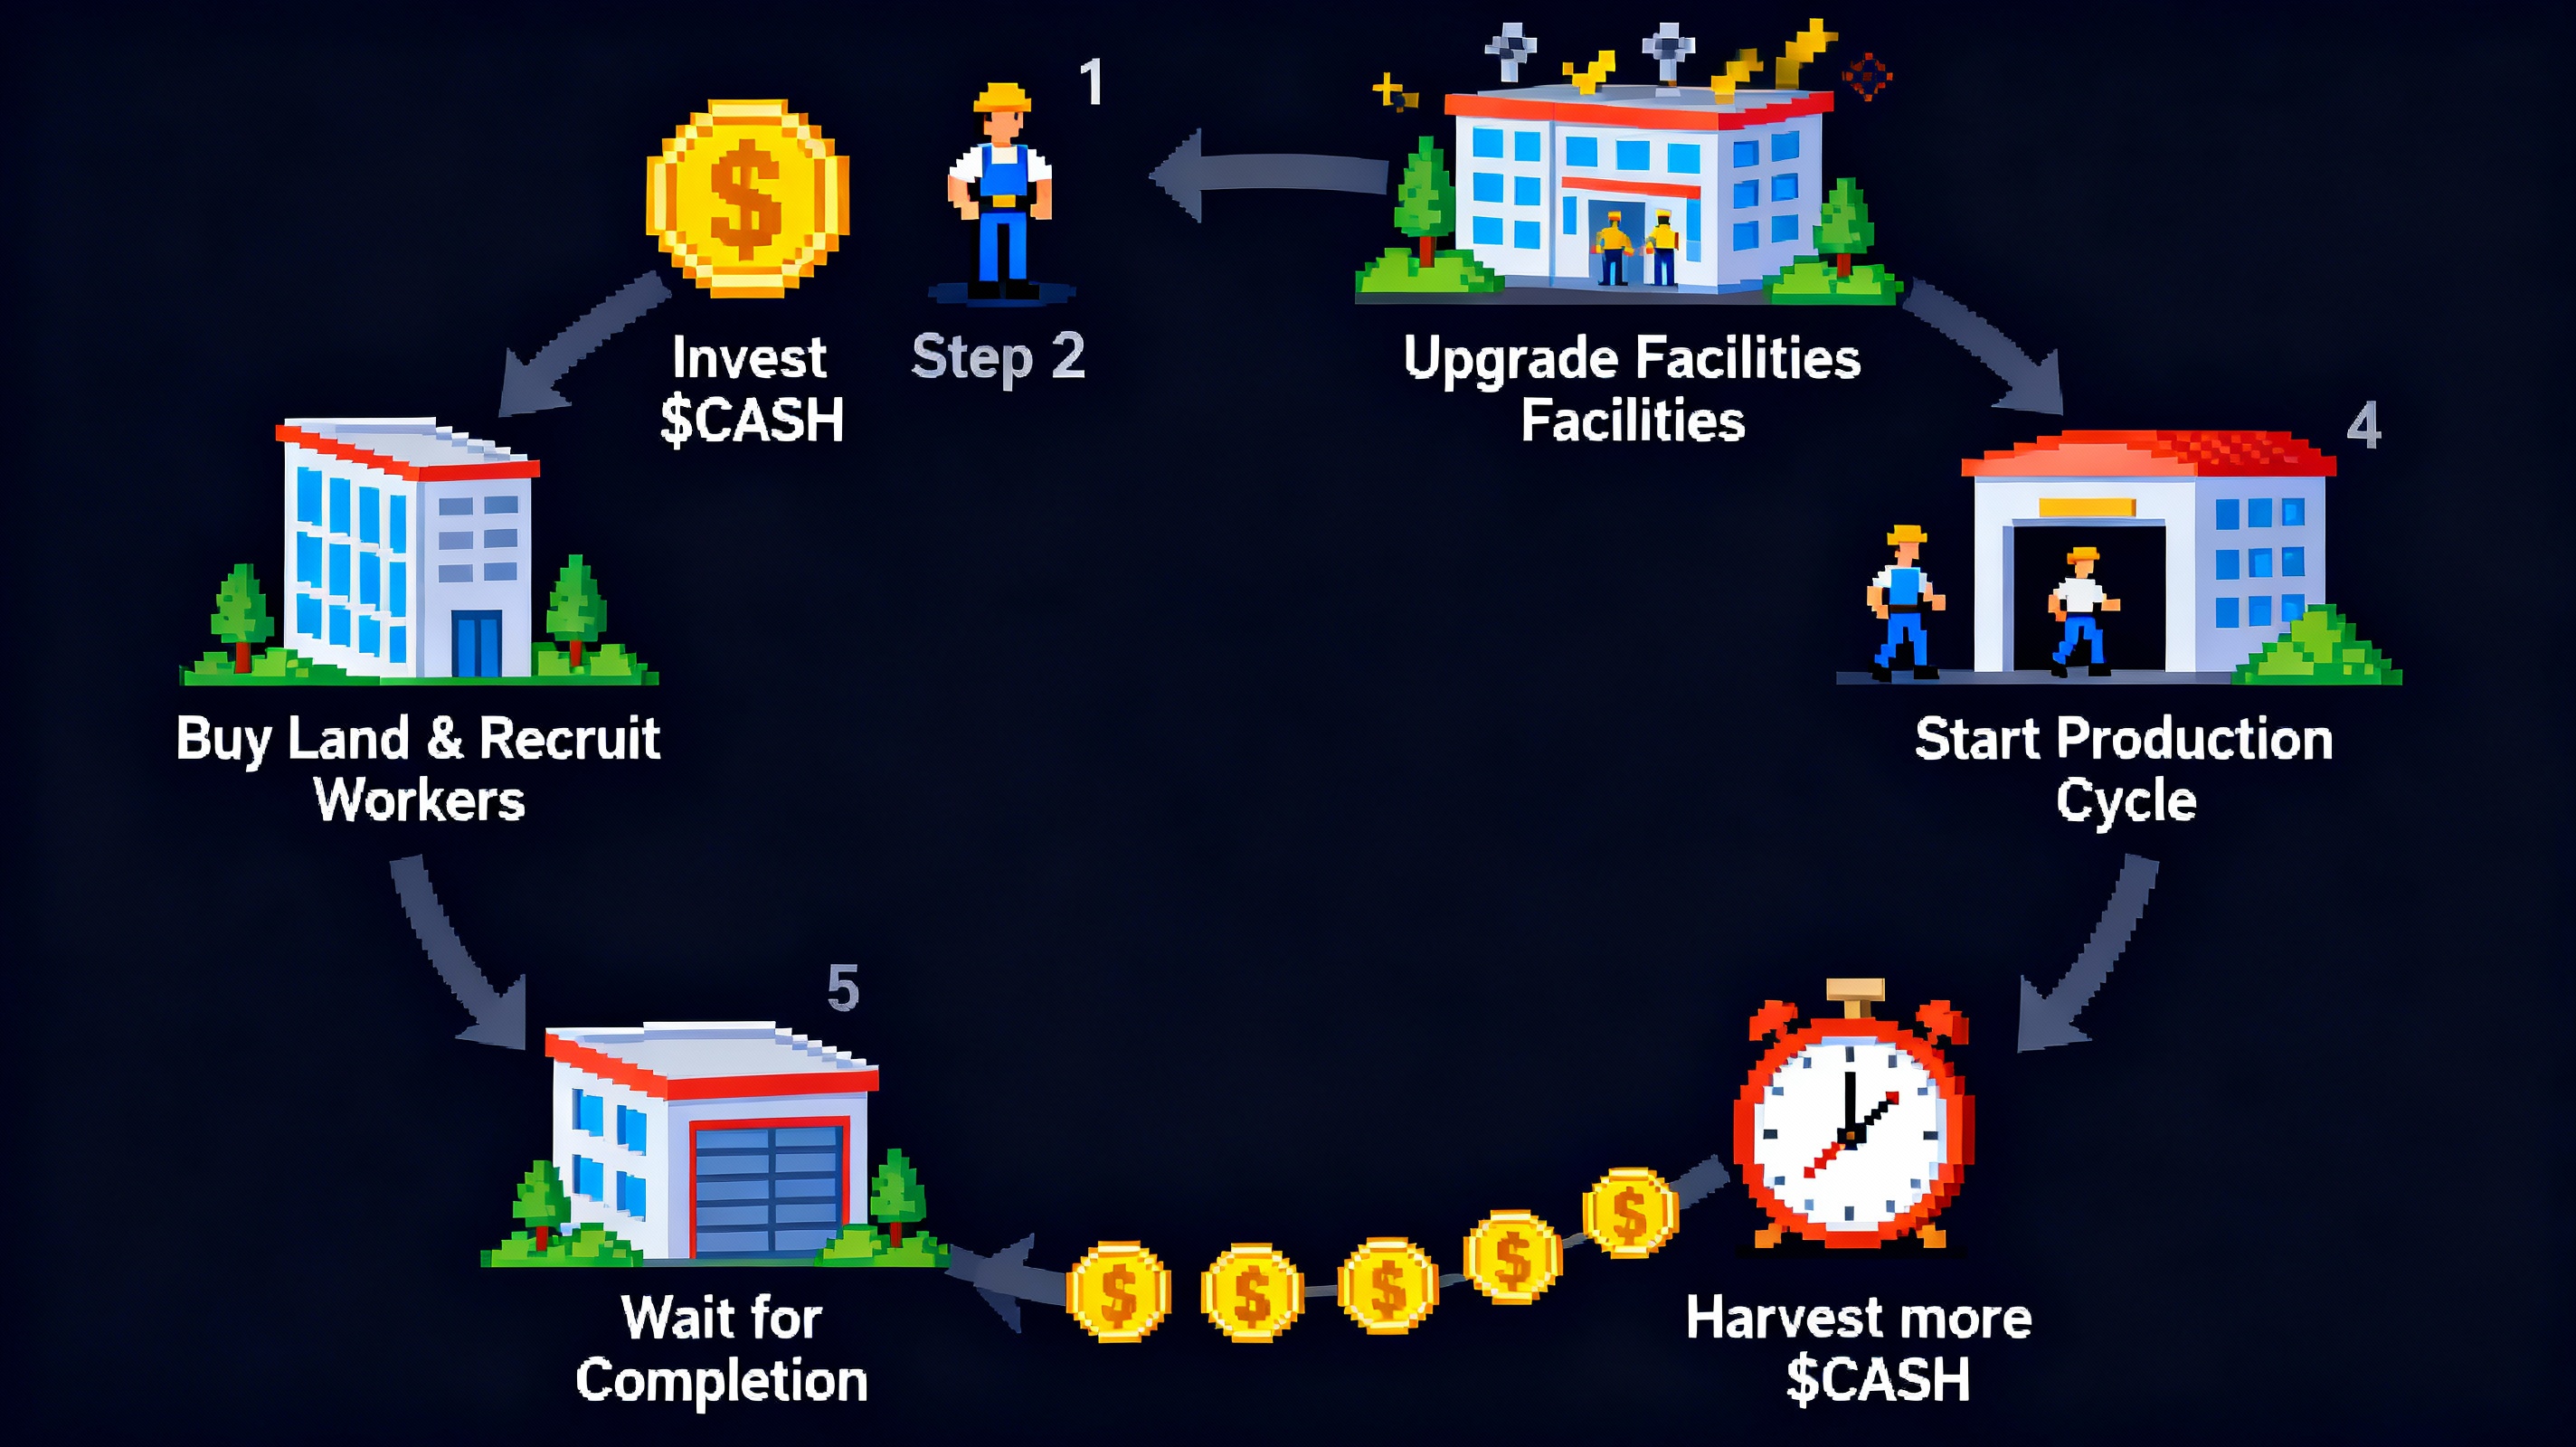 1
Invest
$CASH
Step 2
Upgrade Facilities
Facilities
4
Buy Land & Recruit
Workers
Start Production
Cycle
5
Wait for
Completion
Harvest more
$CASH
$
$
$
$
$
$